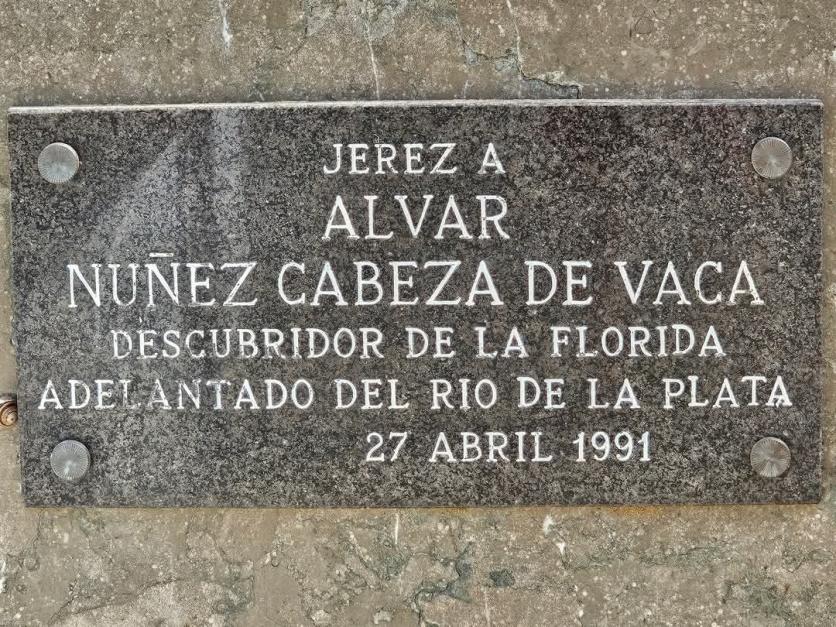 JEREZ A
ALVAR
NUÑEZ CABEZA DE VACA
DESCUBRIDOR DE LA FLORIDA
ADELANTADO DEL RIO DE LA PLATA
27 ABRIL 1991